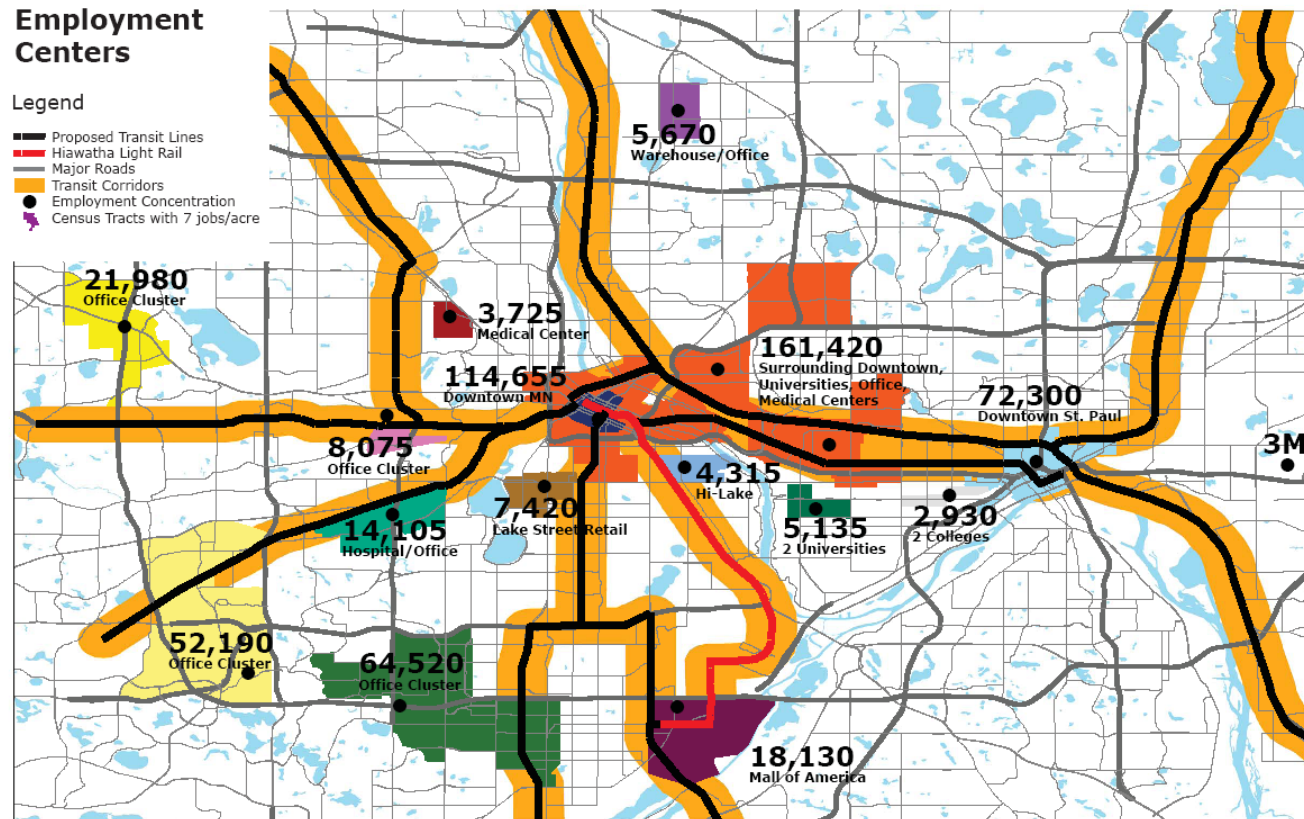 Employment
Centers
Legend
Proposed Transit Lines
Hiawatha Light Rail
Major Roads
Transit Corridors
Employment Concentration
Census Tracts with 7 jobs/acre
5,670
Warehouse/Office
21,980
Office Cluster
3,725
Medical Center
114,655
Downtown MN
161,420
Surrounding Downtown,
Universities, Office,
Medical Centers
72,300
Downtown St. Paul
8,075
Office Cluster
3M
4,315
Hi-Lake
7,420
Lake Street Retail
14,105
Hospital/Office
5,135
2 Universities
2,930
2 Colleges
52,190
Office Cluster
64,520
Office Cluster
18,130
Mall of America